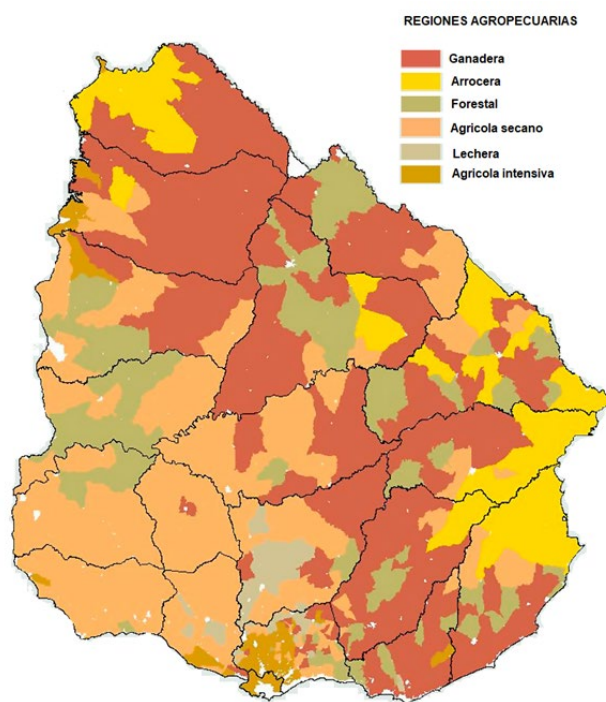 REGIONES AGROPECUARIAS
Ganadera
Arrocera
Forestal
Agrícola secano
Lechera
Agrícola intensiva